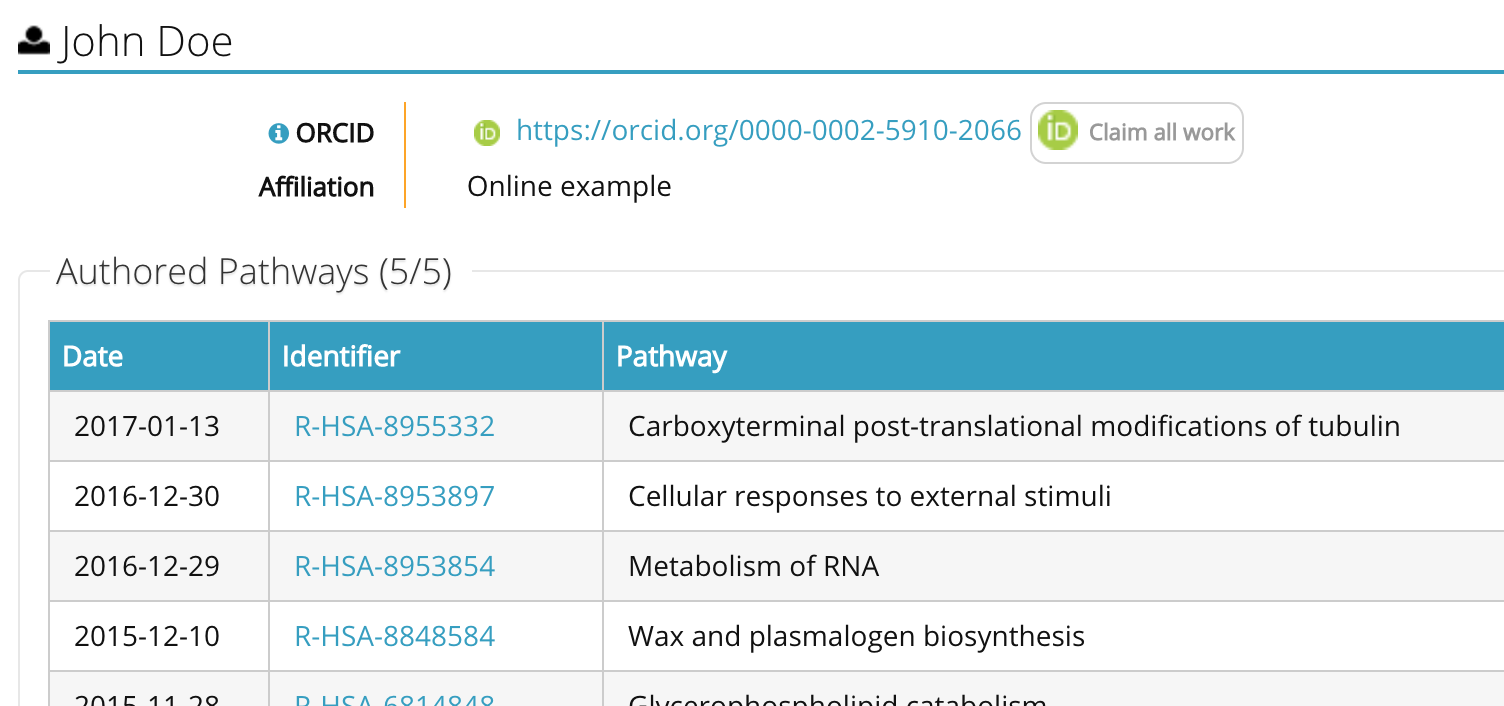 John Doe
ORCID iD https://orcid.org/0000-0002-5910-2066 iD Claim all work
Affiliation Online example
Authored Pathways (5/5)
Date Identifier Pathway
2017-01-13 R-HSA-8955332 Carboxyterminal post-translational modifications of tubulin
2016-12-30 R-HSA-8953897 Cellular responses to external stimuli
2016-12-29 R-HSA-8953854 Metabolism of RNA
2015-12-10 R-HSA-8848584 Wax and plasmalogen biosynthesis
2015-11-28 R-HSA-6814848 Glycerophospholipid catabolism